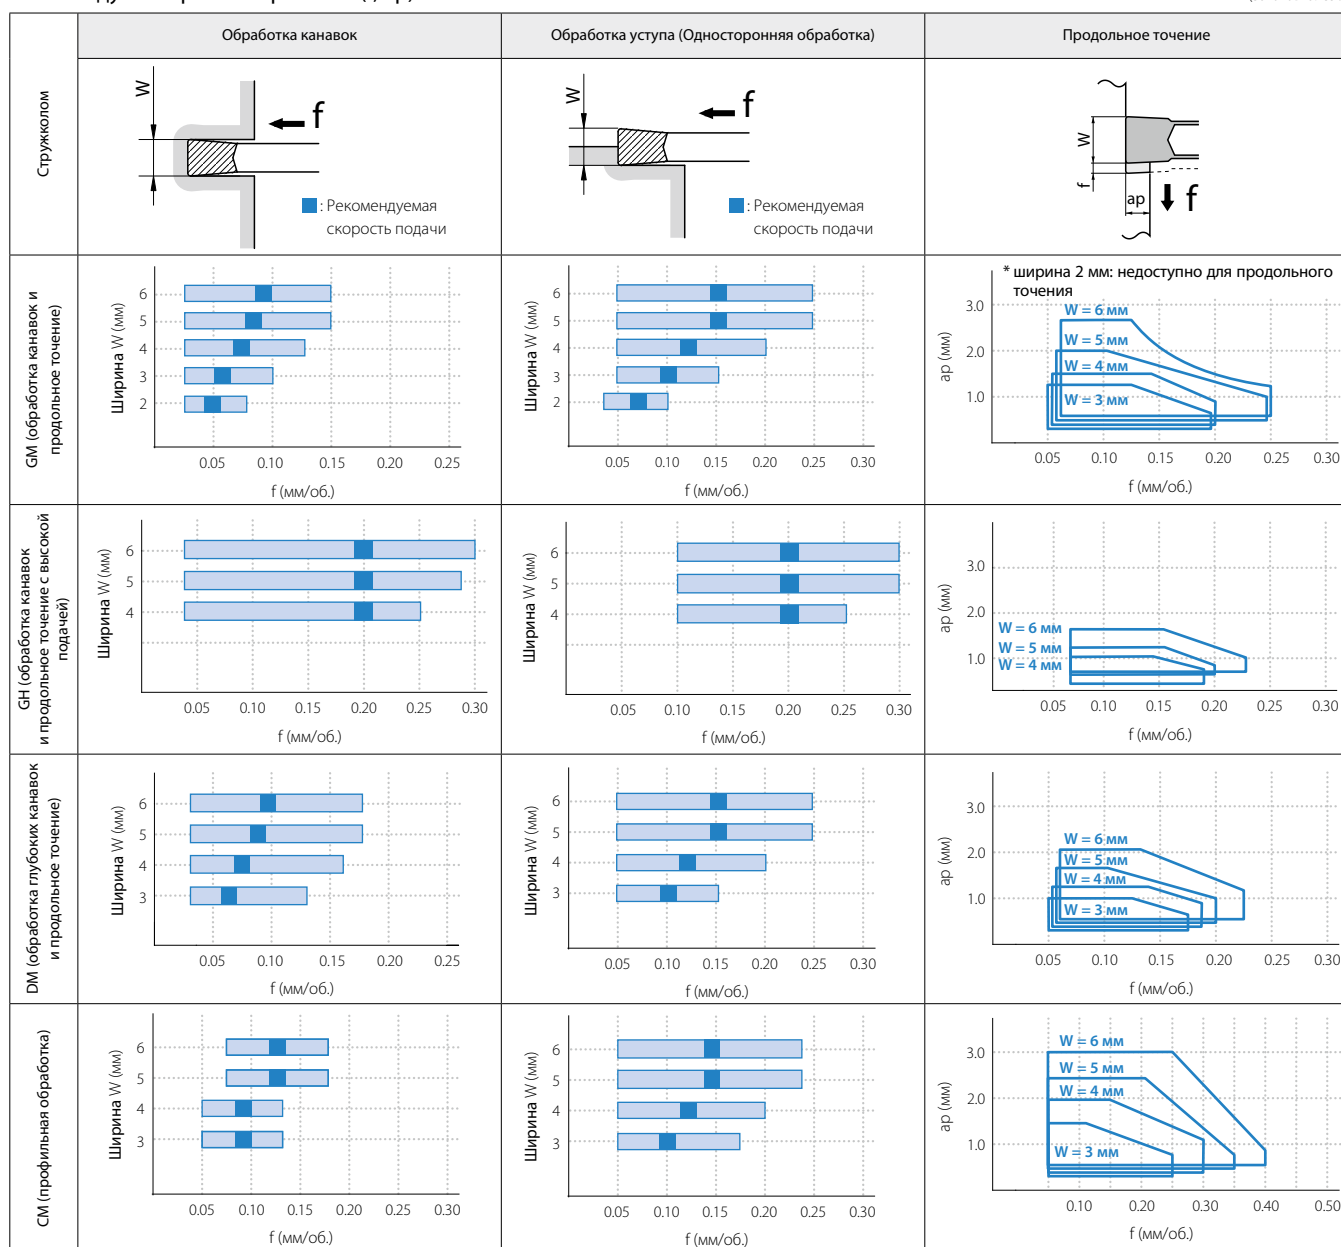 Стружколом
Обработка канавок
Обработка уступа (Односторонняя обработка)
Продольное точение
W
f
: Рекомендуемая
скорость подачи
W
f
: Рекомендуемая
скорость подачи
W
f
ap
f
GM (обработка канавок и
продольное точение)
Ширина W (мм)
6
5
4
3
2
0.05 0.10 0.15 0.20 0.25
f (мм/об.)
Ширина W (мм)
6
5
4
3
2
0.05 0.10 0.15 0.20 0.25 0.30
f (мм/об.)
* ширина 2 мм: недоступно для продольного
точения
ap (мм)
3.0
2.0
1.0
W = 6 мм
W = 5 мм
W = 4 мм
W = 3 мм
0.05 0.10 0.15 0.20 0.25 0.30
f (мм/об.)
GH (обработка канавок
и продольное точение с высокой
подачей)
Ширина W (мм)
6
5
4
0.05 0.10 0.15 0.20 0.25 0.30
f (мм/об.)
Ширина W (мм)
6
5
4
0.05 0.10 0.15 0.20 0.25 0.30
f (мм/об.)
ap (мм)
3.0
2.0
1.0
W = 6 мм
W = 5 мм
W = 4 мм
0.05 0.10 0.15 0.20 0.25 0.30
f (мм/об.)
DM (обработка глубоких канавок
и продольное точение)
Ширина W (мм)
6
5
4
3
0.05 0.10 0.15 0.20 0.25
f (мм/об.)
Ширина W (мм)
6
5
4
3
0.05 0.10 0.15 0.20 0.25 0.30
f (мм/об.)
ap (мм)
3.0
2.0
1.0
W = 6 мм
W = 5 мм
W = 4 мм
W = 3 мм
0.05 0.10 0.15 0.20 0.25 0.30
f (мм/об.)
CM (профильная обработка)
Ширина W (мм)
6
5
4
3
0.05 0.10 0.15 0.20 0.25 0.30
f (мм/об.)
Ширина W (мм)
6
5
4
3
0.05 0.10 0.15 0.20 0.25 0.30
f (мм/об.)
ap (мм)
3.0
2.0
1.0
W = 6 мм
W = 5 мм
W = 4 мм
W = 3 мм
0.10 0.20 0.30 0.40 0.50
f (мм/об.)